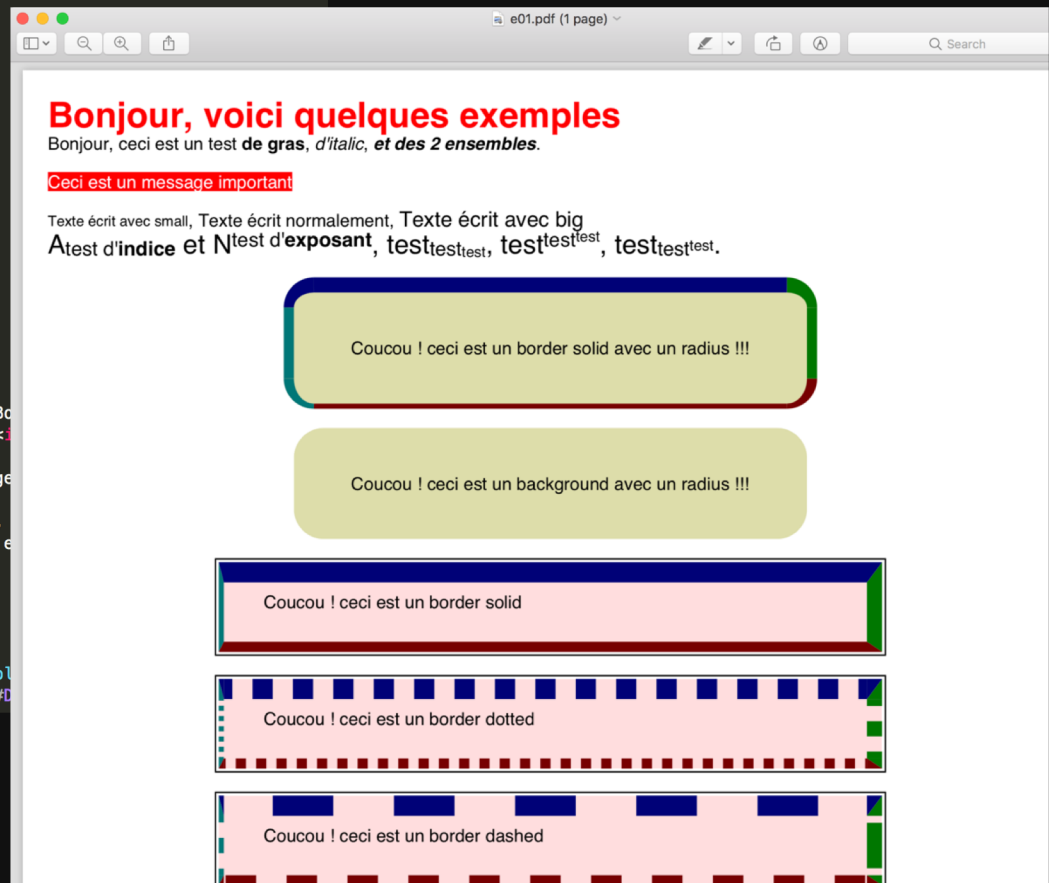 e01.pdf (1 page)
Search
Bonjour, voici quelques exemples
Bonjour, ceci est un test de gras, d'italic, et des 2 ensembles.
Ceci est un message important
Texte écrit avec small, Texte écrit normalement, Texte écrit avec big
Atest d'indice et Ntest d'exposant, testtesttest, testtesttest, testtesttest.
Coucou ! ceci est un border solid avec un radius !!!
Coucou ! ceci est un background avec un radius !!!
Coucou ! ceci est un border solid
Coucou ! ceci est un border dotted
Coucou ! ceci est un border dashed